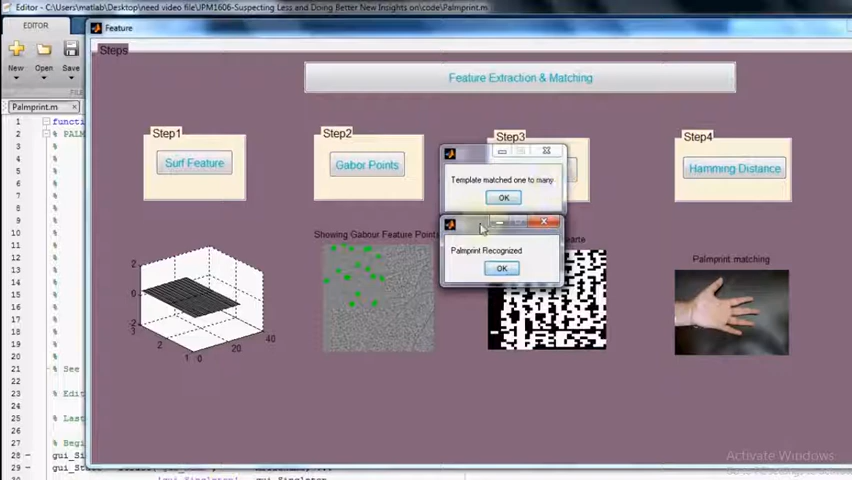 Editor - C:\Users\matlab\Desktop\need video file\JPM1606-Suspecting Less and Doing Better New Insights on\code\Palmprint.m
EDITOR
New
Open
Save
Palmprint.m
Feature
Steps
Feature Extraction & Matching
Step1
Surf Feature
Step2
Gabor Points
Step3
Step4
Hamming Distance
Template matched one to many
OK
Palmprint Recognized
OK
Showing Gabour Feature Points
Palmprint matching
2
0
-2
3
2
1
0
20
40
1
functi
2
% PALM
3
%
4
%
5
%
6
%
7
%
8
%
9
%
10
%
11
%
12
%
13
%
14
%
15
%
16
%
17
%
18
%
19
%
20
%
21
% See
22
23
% Edit
24
25
% Last
26
27
% Begi
28
gui_Si
29
Activate Windows